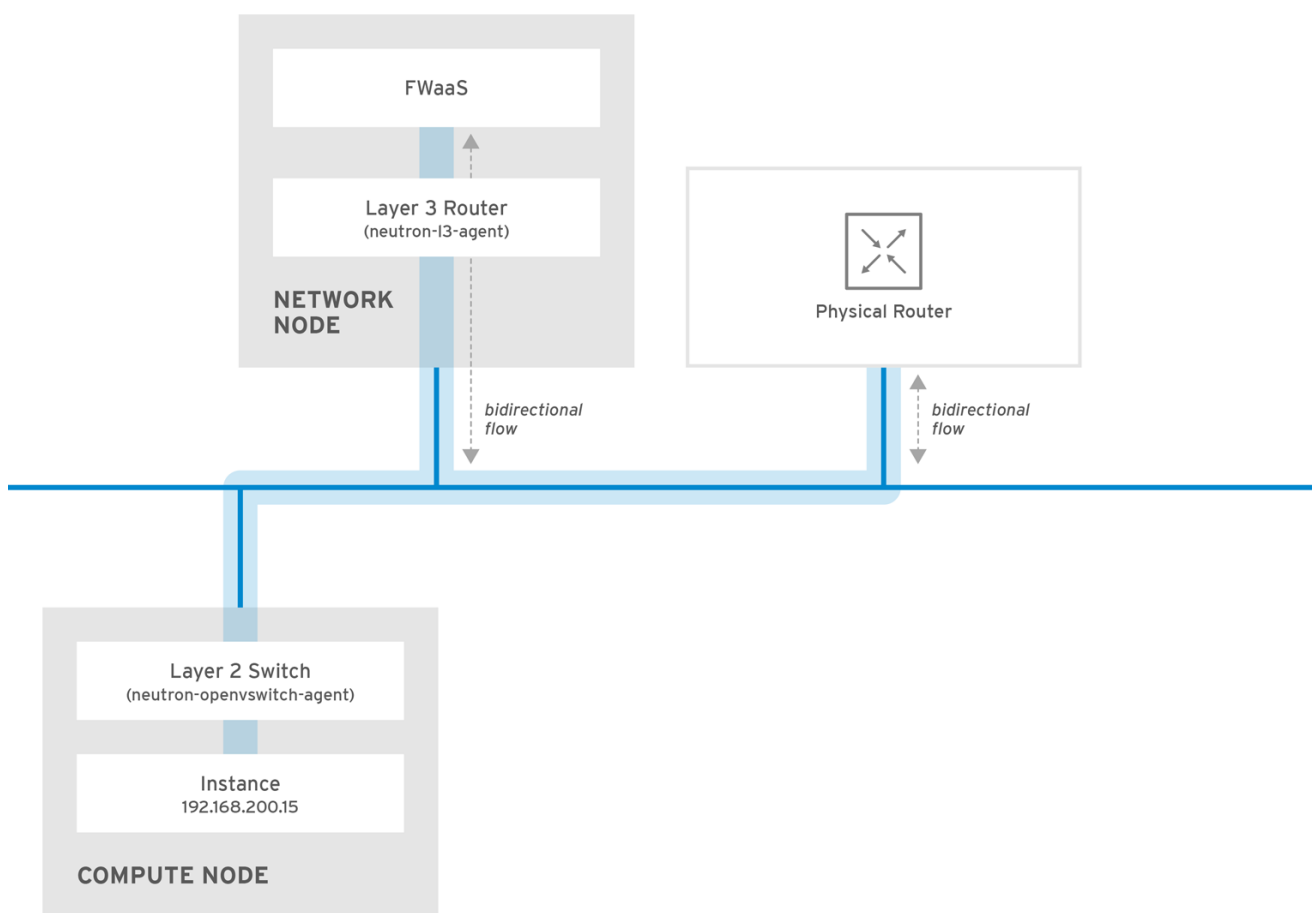 FWaaS
Layer 3 Router
(neutron-l3-agent)
NETWORK
NODE
Physical Router
bidirectional
flow
bidirectional
flow
Layer 2 Switch
(neutron-openvswitch-agent)
Instance
192.168.200.15
COMPUTE NODE